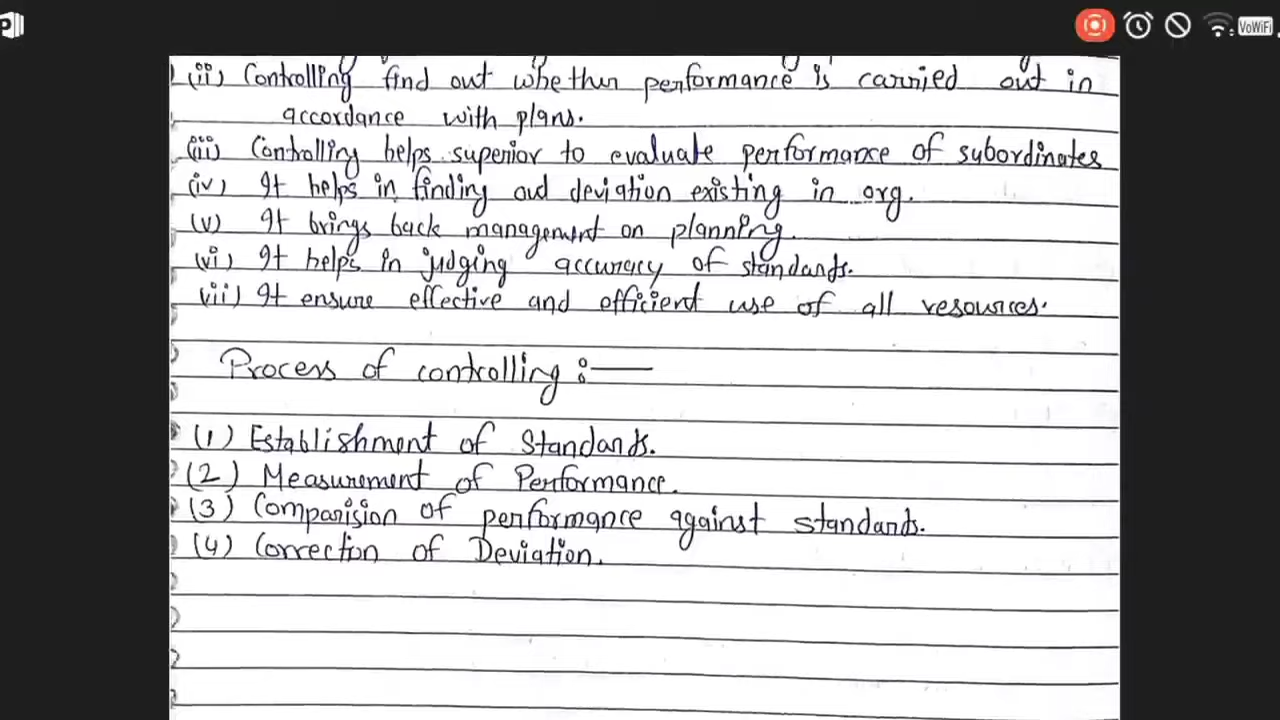 (ii) Controlling find out whether performance is carried out in
accordance with plans.
(iii) Controlling helps superior to evaluate performance of subordinates
(iv) It helps in finding out deviation existing in org.
(v) It brings back management on planning.
(vi) It helps in judging accuracy of standards.
(vii) It ensure effective and efficient use of all resources.
Process of controlling :—
(1) Establishment of Standards.
(2) Measurement of Performance.
(3) Comparision of performance against standards.
(4) Correction of Deviation.
VoWiFi